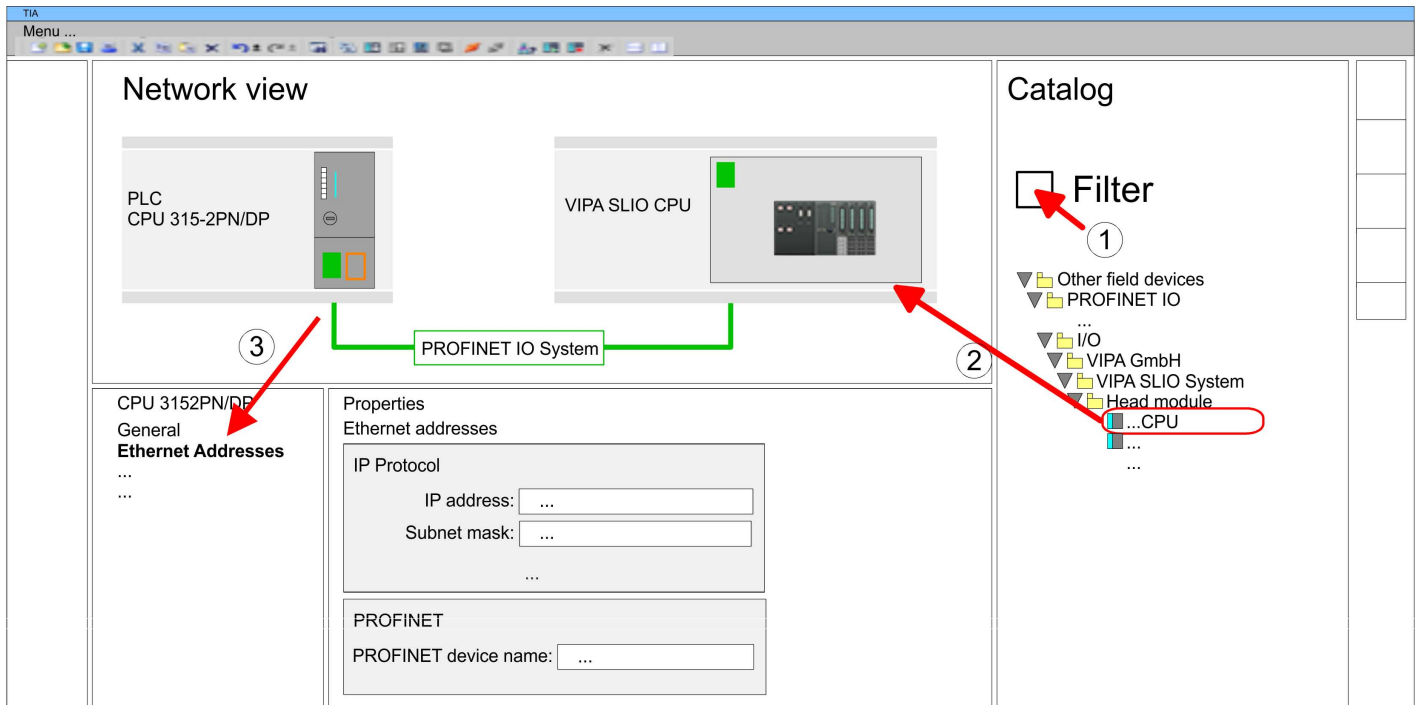 TIA
Menu ...
Network view
PLC
CPU 315-2PN/DP
VIPA SLIO CPU
PROFINET IO System
3
2
Catalog
Filter
1
Other field devices
PROFINET IO
...
I/O
VIPA GmbH
VIPA SLIO System
Head module
...CPU
...
...
CPU 3152PN/DP
General
Ethernet Addresses
...
...
Properties
Ethernet addresses
IP Protocol
IP address: ...
Subnet mask: ...
...
PROFINET
PROFINET device name: ...